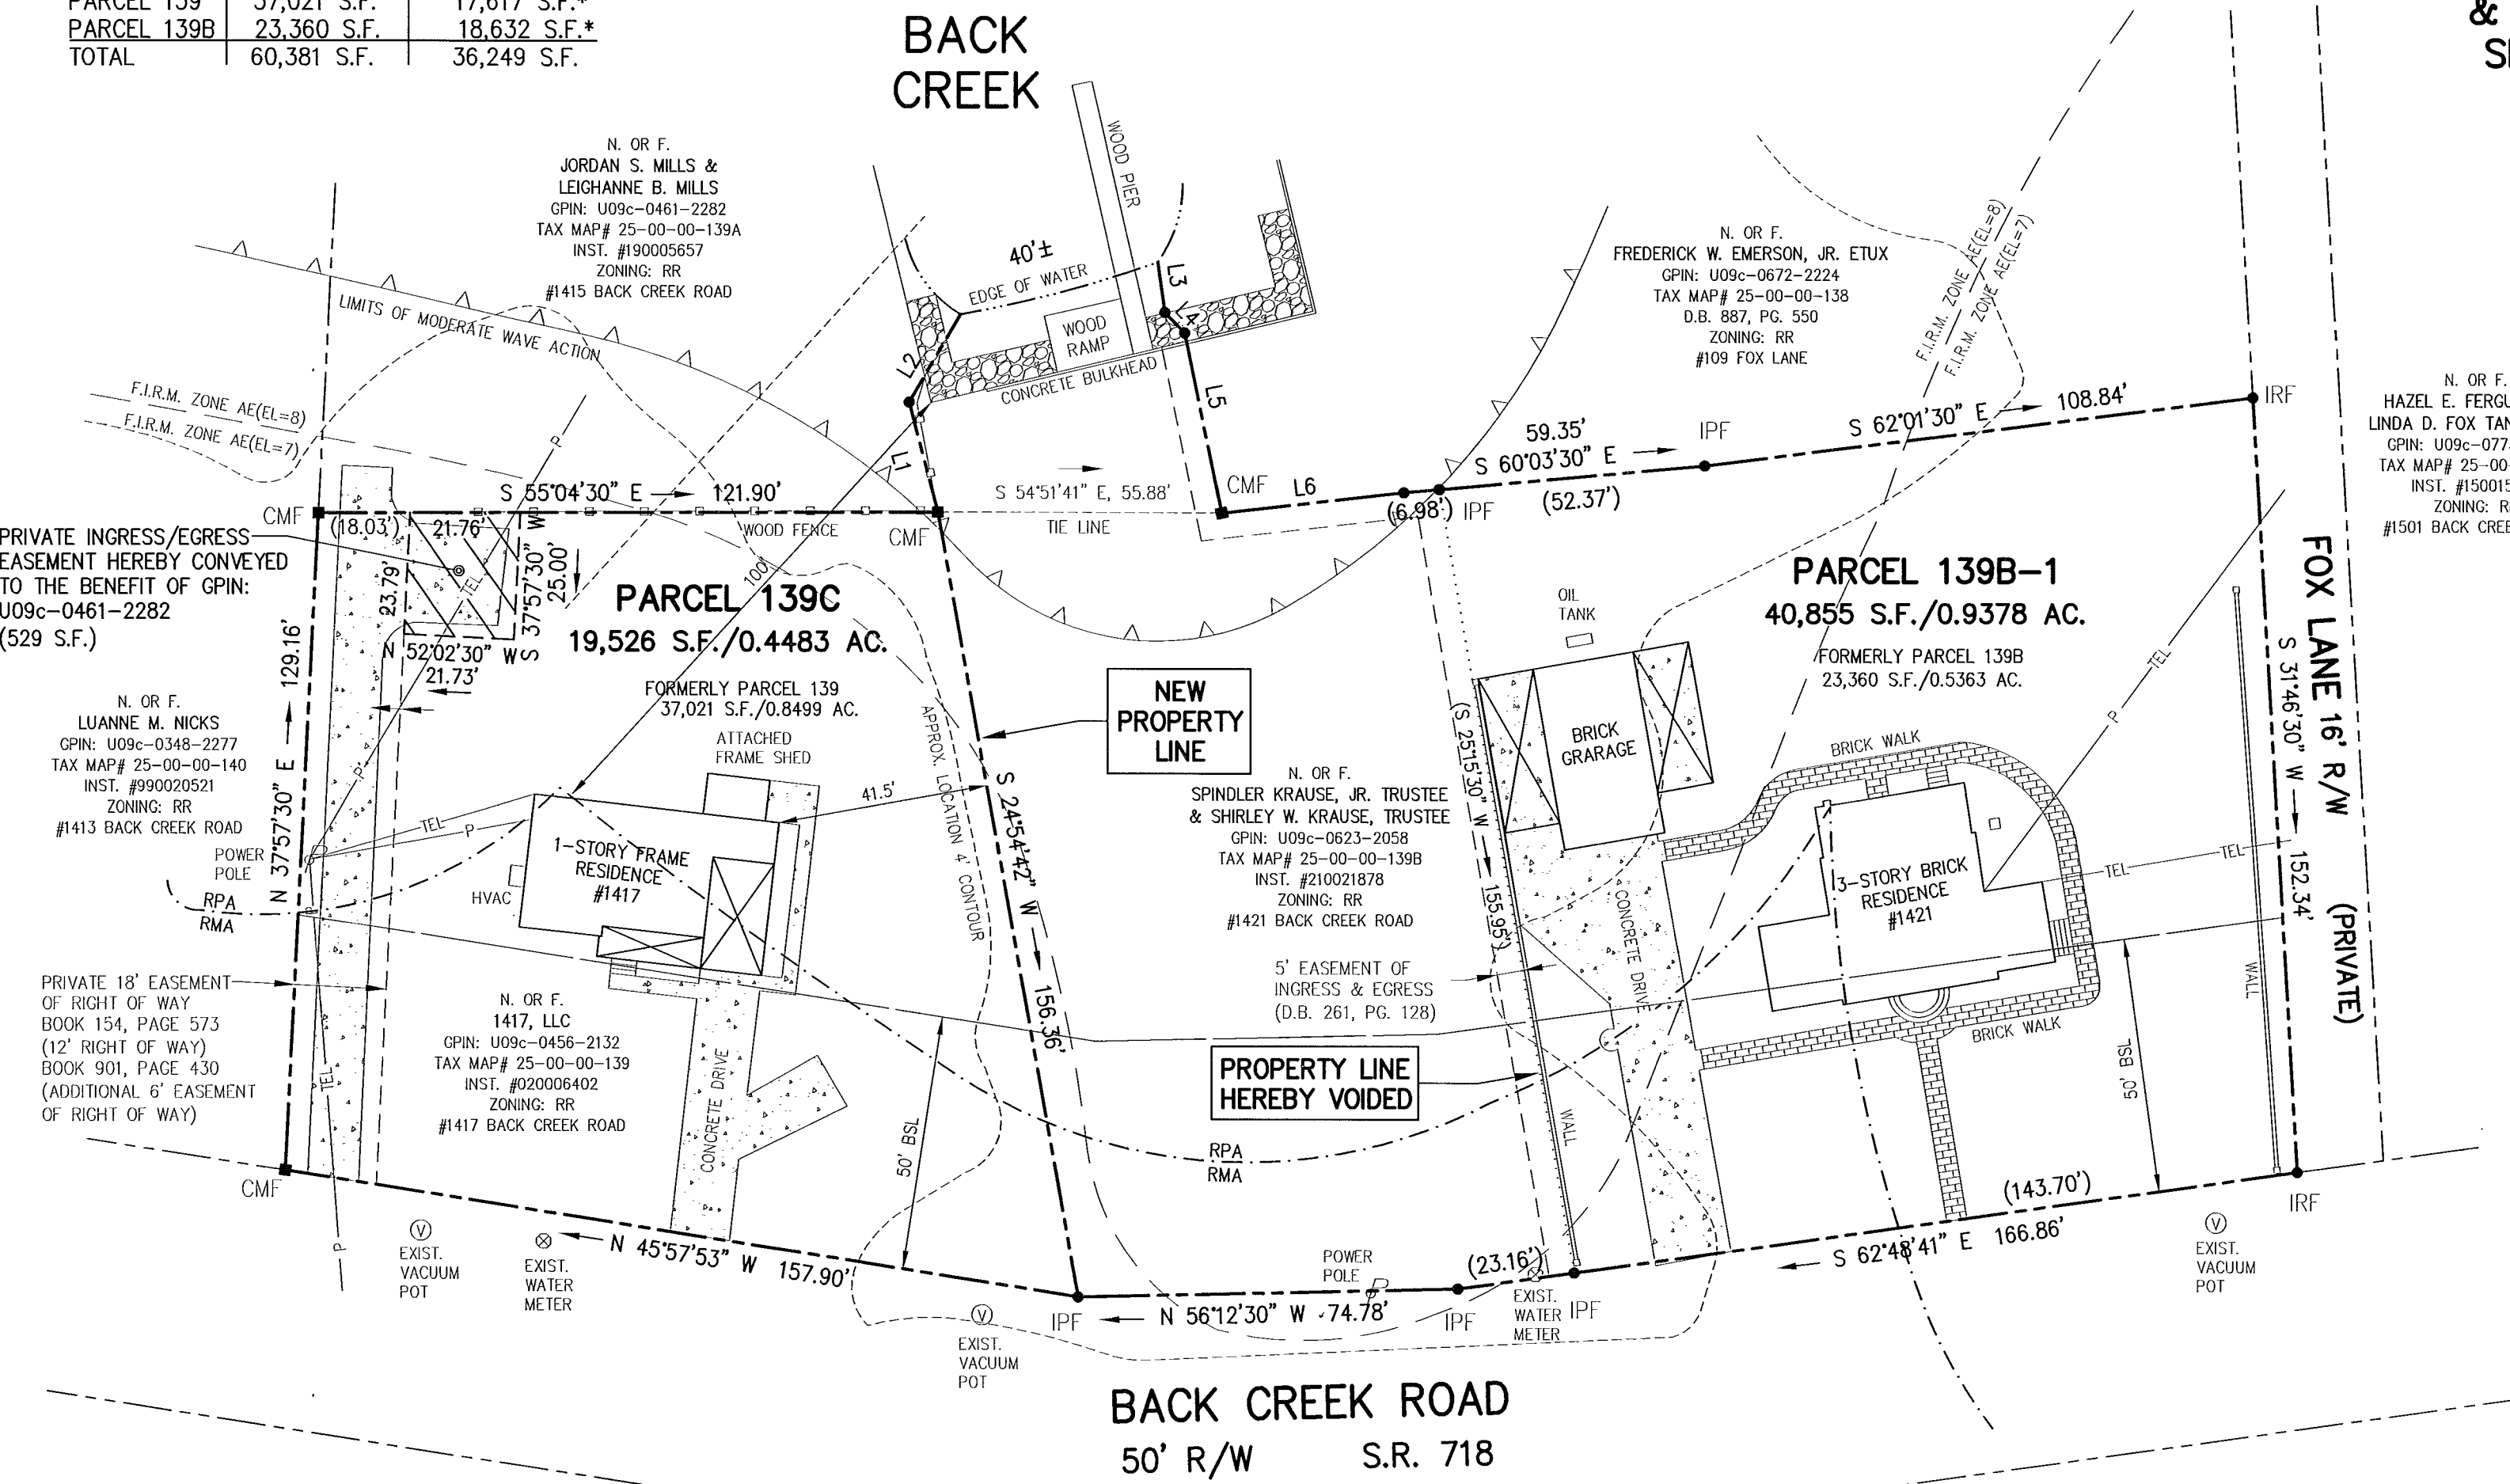 PARCEL 139 37,021 S.F. 17,617 S.F.*
PARCEL 139B 23,360 S.F. 18,632 S.F.*
TOTAL 60,381 S.F. 36,249 S.F.
BACK
CREEK
&
N. OR F.
JORDAN S. MILLS &
LEIGHANNE B. MILLS
GPIN: U09c-0461-2282
TAX MAP# 25-00-00-139A
INST. #190005657
ZONING: RR
#1415 BACK CREEK ROAD
LIMITS OF MODERATE WAVE ACTION
F.I.R.M. ZONE AE(EL=8)
F.I.R.M. ZONE AE(EL=7)
WOOD PIER
40'±
EDGE OF WATER
WOOD
RAMP
CONCRETE BULKHEAD
L1
L2
L3
L4
L5
L6
N. OR F.
FREDERICK W. EMERSON, JR. ETUX
GPIN: U09c-0672-2224
TAX MAP# 25-00-00-138
D.B. 887, PG. 550
ZONING: RR
#109 FOX LANE
F.I.R.M. ZONE AE(EL=8)
F.I.R.M. ZONE AE(EL=7)
N. OR F.
HAZEL E.
LINDA D. FOX
GPIN:
TAX MAP#
INST.
ZONING:
#1501 BACK
S 62°01'30" E 108.84'
IRF
59.35'
S 60°03'30" E
IPF
(52.37')
(6.98')
IPF
CMF
S 54°51'41" E, 55.88'
TIE LINE
S 55°04'30" E 121.90'
WOOD FENCE
CMF
CMF
(18.03')
21.76'
23.79'
S 37°57'30" W
25.00'
N 52°02'30" W
21.73'
P
TEL
100'
PRIVATE INGRESS/EGRESS
EASEMENT HEREBY CONVEYED
TO THE BENEFIT OF GPIN:
U09c-0461-2282
(529 S.F.)
PARCEL 139C
19,526 S.F./0.4483 AC.
FORMERLY PARCEL 139
37,021 S.F./0.8499 AC.
PARCEL 139B-1
40,855 S.F./0.9378 AC.
FORMERLY PARCEL 139B
23,360 S.F./0.5363 AC.
OIL
TANK
NEW
PROPERTY
LINE
N. OR F.
LUANNE M. NICKS
GPIN: U09c-0348-2277
TAX MAP# 25-00-00-140
INST. #990020521
ZONING: RR
#1413 BACK CREEK ROAD
N 37°57'30" E 129.16'
P
TEL
P
POWER
POLE
RPA
RMA
ATTACHED
FRAME SHED
41.5'
1-STORY FRAME
RESIDENCE
#1417
HVAC
APPROX. LOCATION 4' CONTOUR
S 24°54'42" W 156.36'
N. OR F.
SPINDLER KRAUSE, JR. TRUSTEE
& SHIRLEY W. KRAUSE, TRUSTEE
GPIN: U09c-0623-2058
TAX MAP# 25-00-00-139B
INST. #210021878
ZONING: RR
#1421 BACK CREEK ROAD
(S 25°15'30" W 155.95')
BRICK
GRARAGE
BRICK WALK
3-STORY BRICK
RESIDENCE
#1421
BRICK WALK
CONCRETE DRIVE
P
TEL
TEL
TEL
WALL
FOX LANE 16' R/W (PRIVATE)
S 31°46'30" W 152.34'
PRIVATE 18' EASEMENT
OF RIGHT OF WAY
BOOK 154, PAGE 573
(12' RIGHT OF WAY)
BOOK 901, PAGE 430
(ADDITIONAL 6' EASEMENT
OF RIGHT OF WAY)
TEL
P
N. OR F.
1417, LLC
GPIN: U09c-0456-2132
TAX MAP# 25-00-00-139
INST. #020006402
ZONING: RR
#1417 BACK CREEK ROAD
CONCRETE DRIVE
50' BSL
5' EASEMENT OF
INGRESS & EGRESS
(D.B. 261, PG. 128)
PROPERTY LINE
HEREBY VOIDED
WALL
RPA
RMA
50' BSL
CMF
EXIST.
VACUUM
POT
EXIST.
WATER
METER
N 45°57'53" W 157.90'
EXIST.
VACUUM
POT
IPF
N 56°12'30" W 74.78'
POWER
POLE
IPF
(23.16')
EXIST.
WATER
METER
IPF
S 62°48'41" E 166.86'
(143.70')
IRF
EXIST.
VACUUM
POT
BACK CREEK ROAD
50' R/W S.R. 718